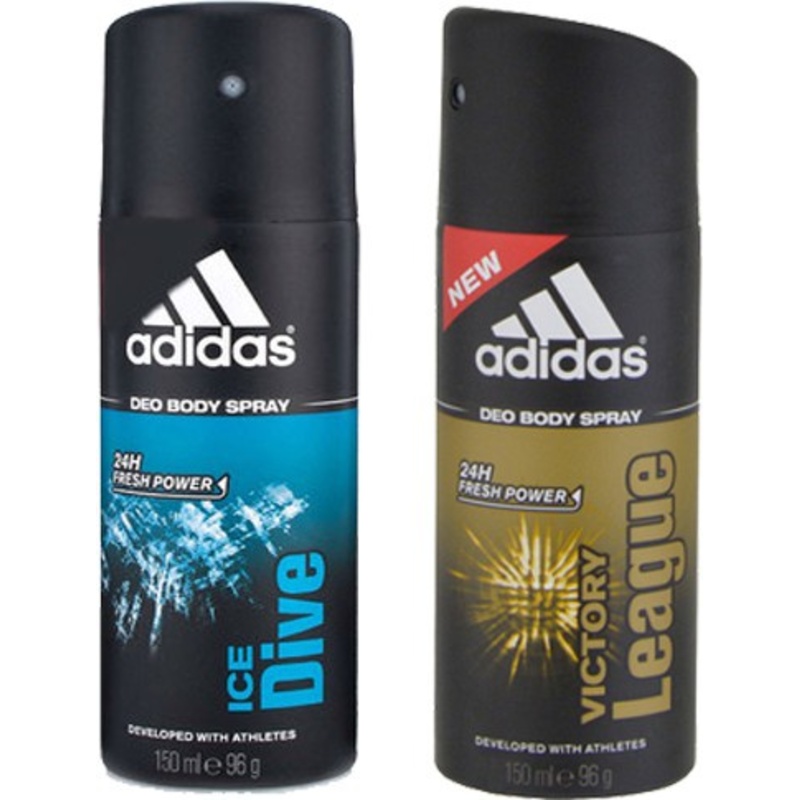 adidas®
DEO BODY SPRAY
24H
FRESH POWER
ICE
Dive
DEVELOPED WITH ATHLETES
150 ml e 96 g
NEW
adidas®
DEO BODY SPRAY
24H
FRESH POWER
VICTORY
League
DEVELOPED WITH ATHLETES
150 ml e 96 g